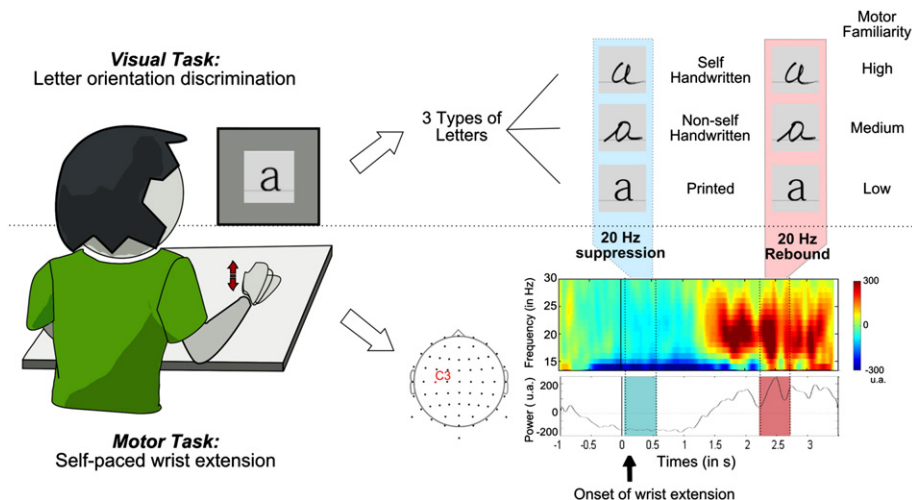 Visual Task:
Letter orientation discrimination
a
3 Types of
Letters
Motor
Familiarity
a
Self
Handwritten
a
High
a
Non-self
Handwritten
a
Medium
a
Printed
a
Low
20 Hz
suppression
20 Hz
Rebound
Motor Task:
Self-paced wrist extension
C3
Frequency (in Hz)
30
25
20
15
300
0
-300
u.a.
Power ( u.a.)
200
0
-200
-1 -0.5 0 0.5 1 1.5 2 2.5 3
Times (in s)
Onset of wrist extension